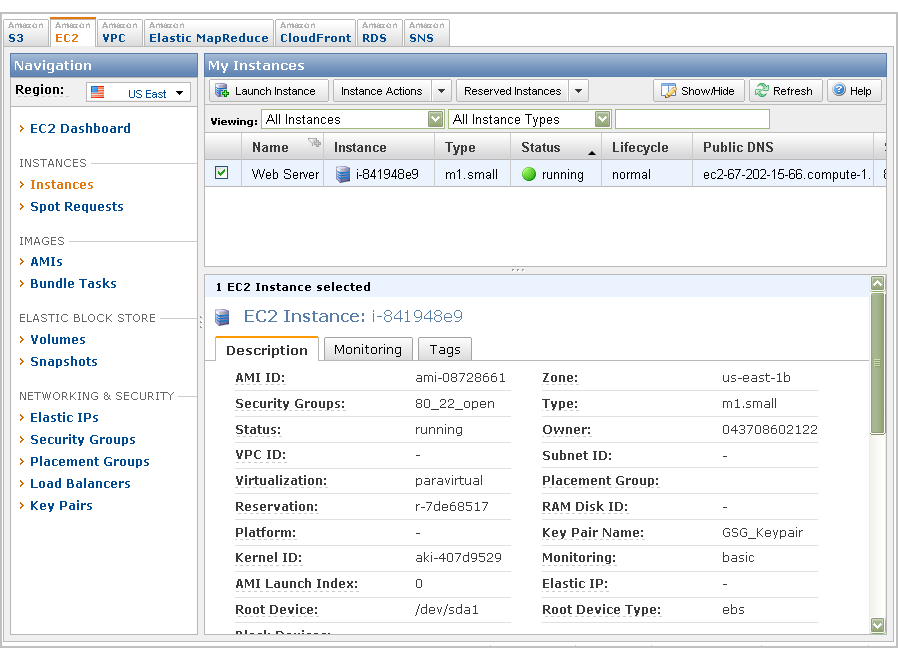 Amazon S3 Amazon EC2 Amazon VPC Amazon Elastic MapReduce Amazon CloudFront Amazon RDS Amazon SNS
Navigation
Region: US East
EC2 Dashboard
INSTANCES
Instances
Spot Requests
IMAGES
AMIs
Bundle Tasks
ELASTIC BLOCK STORE
Volumes
Snapshots
NETWORKING & SECURITY
Elastic IPs
Security Groups
Placement Groups
Load Balancers
Key Pairs
My Instances
Launch Instance Instance Actions Reserved Instances Show/Hide Refresh Help
Viewing: All Instances All Instance Types
Name Instance Type Status Lifecycle Public DNS
Web Server i-841948e9 m1.small running normal ec2-67-202-15-66.compute-1.
1 EC2 Instance selected
EC2 Instance: i-841948e9
Description Monitoring Tags
AMI ID: ami-08728661 Zone: us-east-1b
Security Groups: 80_22_open Type: m1.small
Status: running Owner: 043708602122
VPC ID: - Subnet ID: -
Virtualization: paravirtual Placement Group:
Reservation: r-7de68517 RAM Disk ID: -
Platform: - Key Pair Name: GSG_Keypair
Kernel ID: aki-407d9529 Monitoring: basic
AMI Launch Index: 0 Elastic IP: -
Root Device: /dev/sda1 Root Device Type: ebs